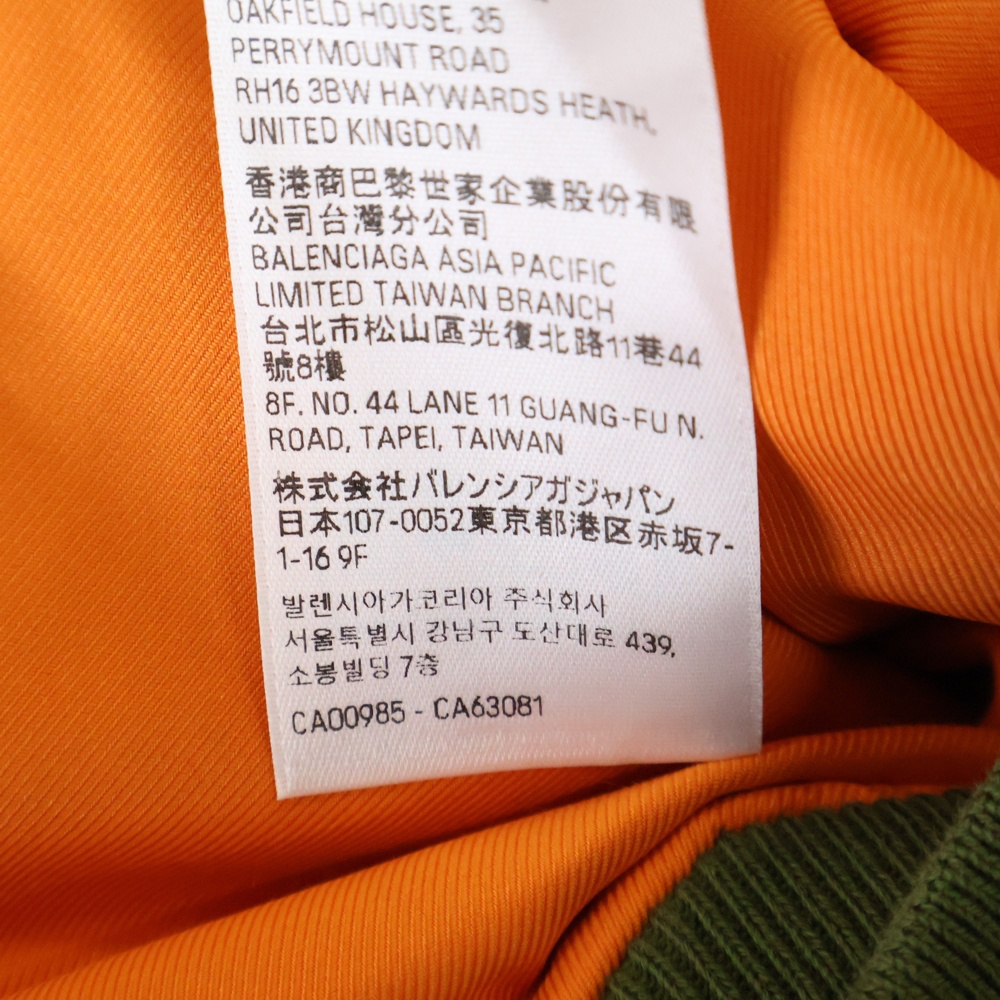 OAKFIELD HOUSE, 35
PERRYMOUNT ROAD
RH16 3BW HAYWARDS HEATH,
UNITED KINGDOM
香港商巴黎世家企業股份有限
公司台灣分公司
BALENCIAGA ASIA PACIFIC
LIMITED TAIWAN BRANCH
台北市松山區光復北路11巷44
號8樓
8F. NO. 44 LANE 11 GUANG-FU N.
ROAD, TAPEI, TAIWAN
株式会社バレンシアガジャパン
日本107-0052東京都港区赤坂7-
1-16 9F
발렌시아가코리아 주식회사
서울특별시 강남구 도산대로 439,
소봉빌딩 7층
CA00985 - CA63081